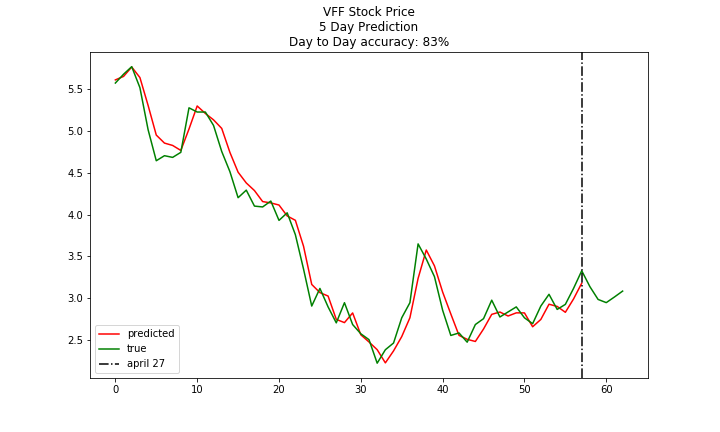 VFF Stock Price
5 Day Prediction
Day to Day accuracy: 83%
5.5
5.0
4.5
4.0
3.5
3.0
2.5
predicted
true
april 27
0 10 20 30 40 50 60